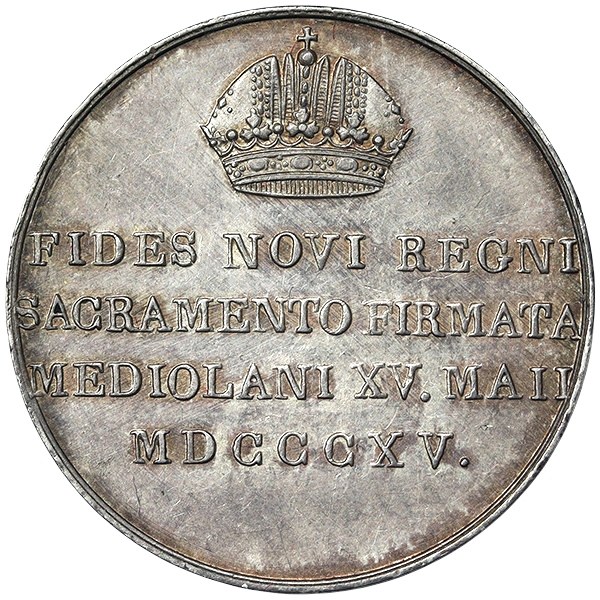 FIDES NOVI REGNI
SACRAMENTO FIRMATA
MEDIOLANI XV. MAII
MDCCCXV.